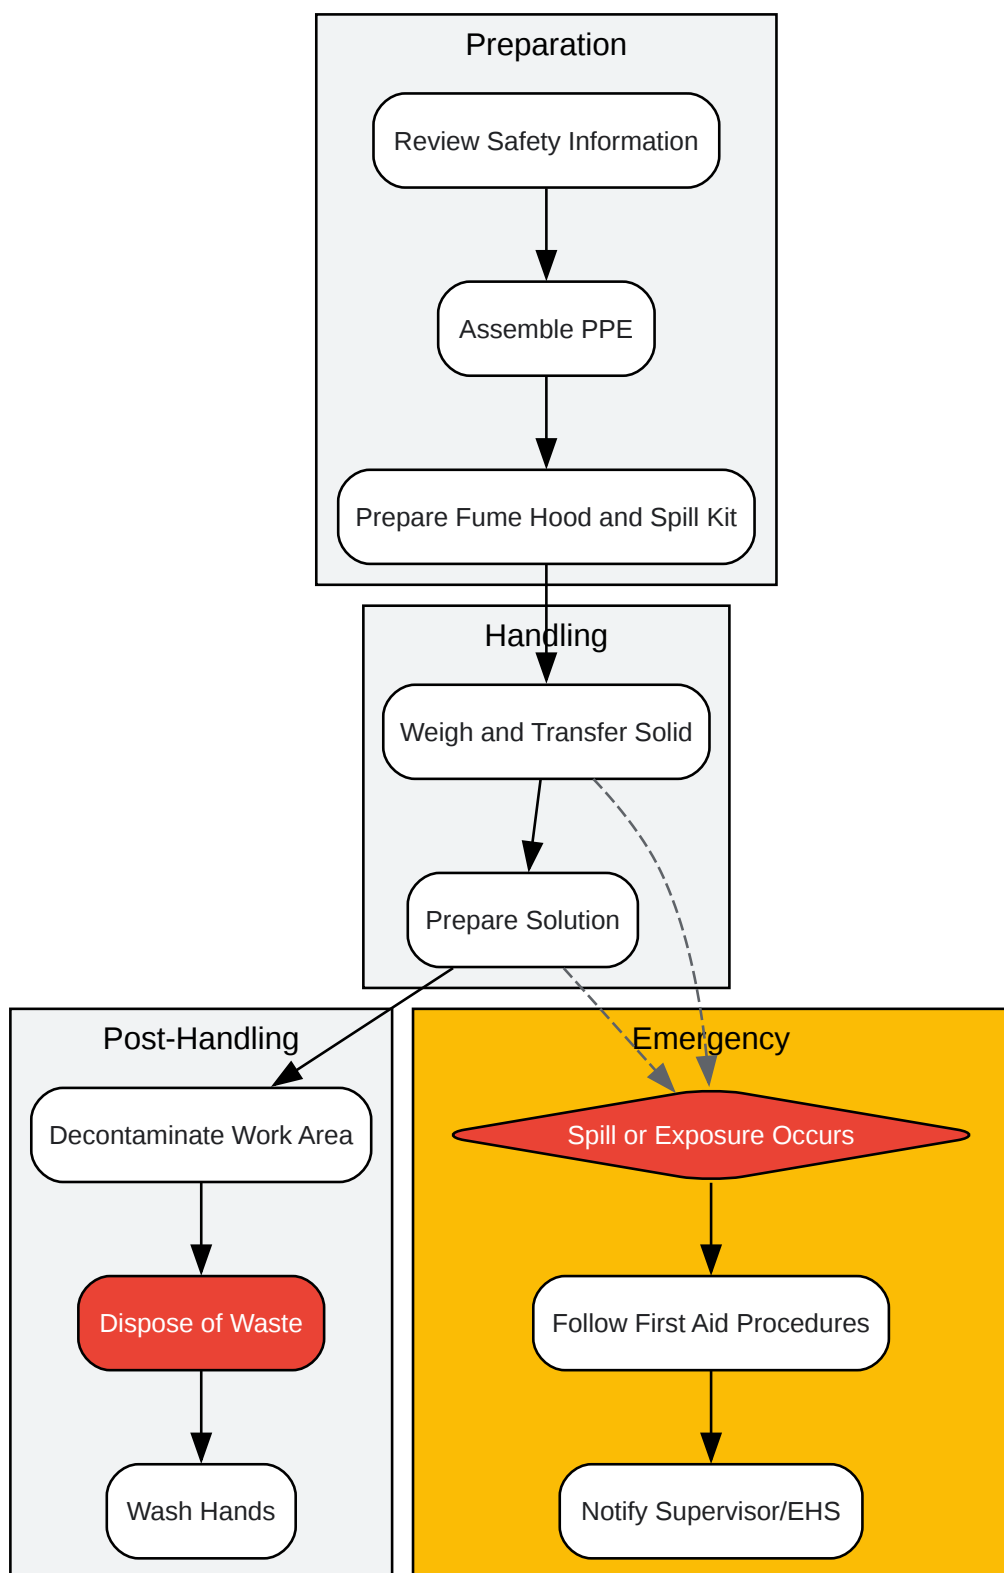 Preparation
Review Safety Information
Assemble PPE
Prepare Fume Hood and Spill Kit
Handling
Weigh and Transfer Solid
Prepare Solution
Post-Handling
Decontaminate Work Area
Dispose of Waste
Wash Hands
Emergency
Spill or Exposure Occurs
Follow First Aid Procedures
Notify Supervisor/EHS